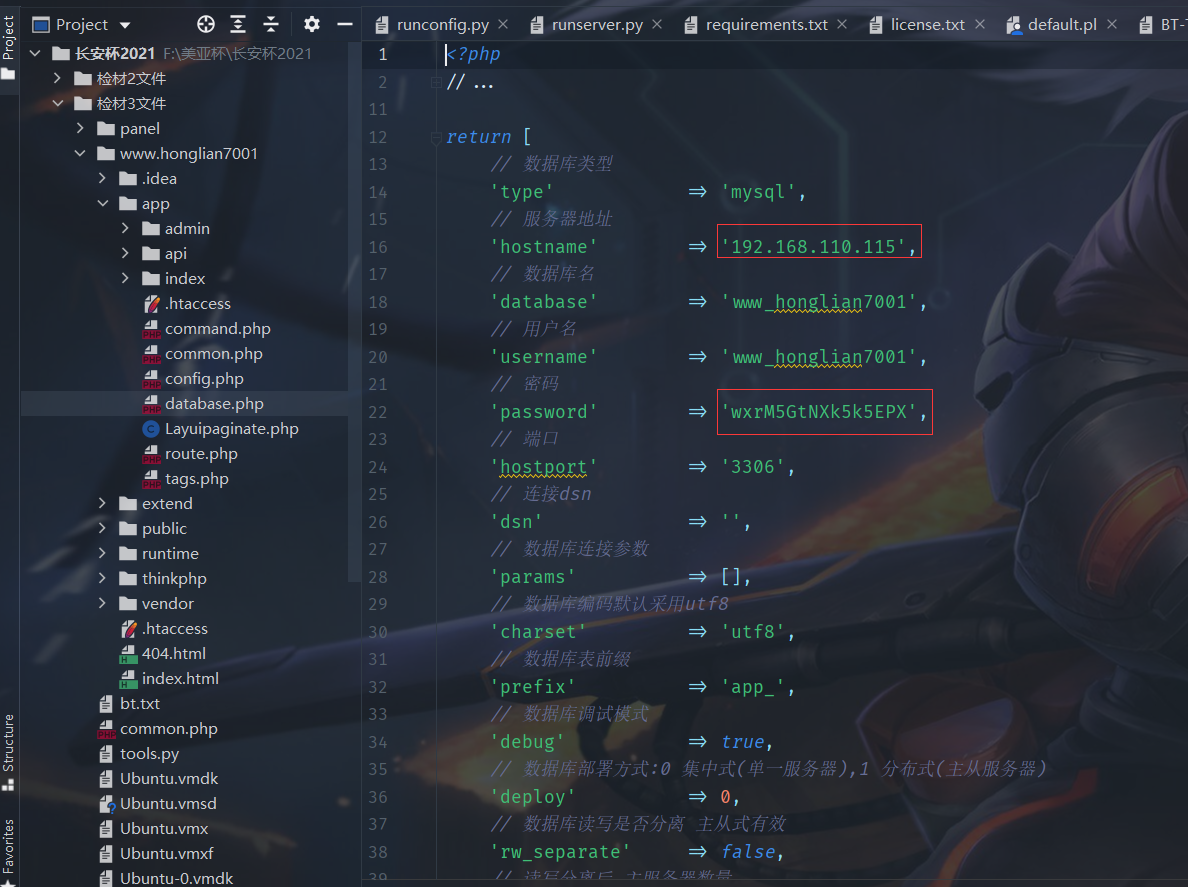 Project
runconfig.py
runserver.py
requirements.txt
license.txt
default.pl
BT-
Project
长安杯2021 F:\美亚杯\长安杯2021
检材2文件
检材3文件
panel
www.honglian7001
.idea
app
admin
api
index
.htaccess
command.php
common.php
config.php
database.php
Layuipaginate.php
route.php
tags.php
extend
public
runtime
thinkphp
vendor
.htaccess
404.html
index.html
bt.txt
common.php
tools.py
Ubuntu.vmdk
Ubuntu.vmsd
Ubuntu.vmx
Ubuntu.vmxf
Ubuntu-0.vmdk
Structure
Favorites
1 <?php
2 // ...
11
12 return [
13 // 数据库类型
14 'type' => 'mysql',
15 // 服务器地址
16 'hostname' => '192.168.110.115',
17 // 数据库名
18 'database' => 'www_honglian7001',
19 // 用户名
20 'username' => 'www_honglian7001',
21 // 密码
22 'password' => 'wxrM5GtNXk5k5EPX',
23 // 端口
24 'hostport' => '3306',
25 // 连接dsn
26 'dsn' => '',
27 // 数据库连接参数
28 'params' => [],
29 // 数据库编码默认采用utf8
30 'charset' => 'utf8',
31 // 数据库表前缀
32 'prefix' => 'app_',
33 // 数据库调试模式
34 'debug' => true,
35 // 数据库部署方式:0 集中式(单一服务器),1 分布式(主从服务器)
36 'deploy' => 0,
37 // 数据库读写是否分离 主从式有效
38 'rw_separate' => false,
39 // 读写分离后 主服务器数量